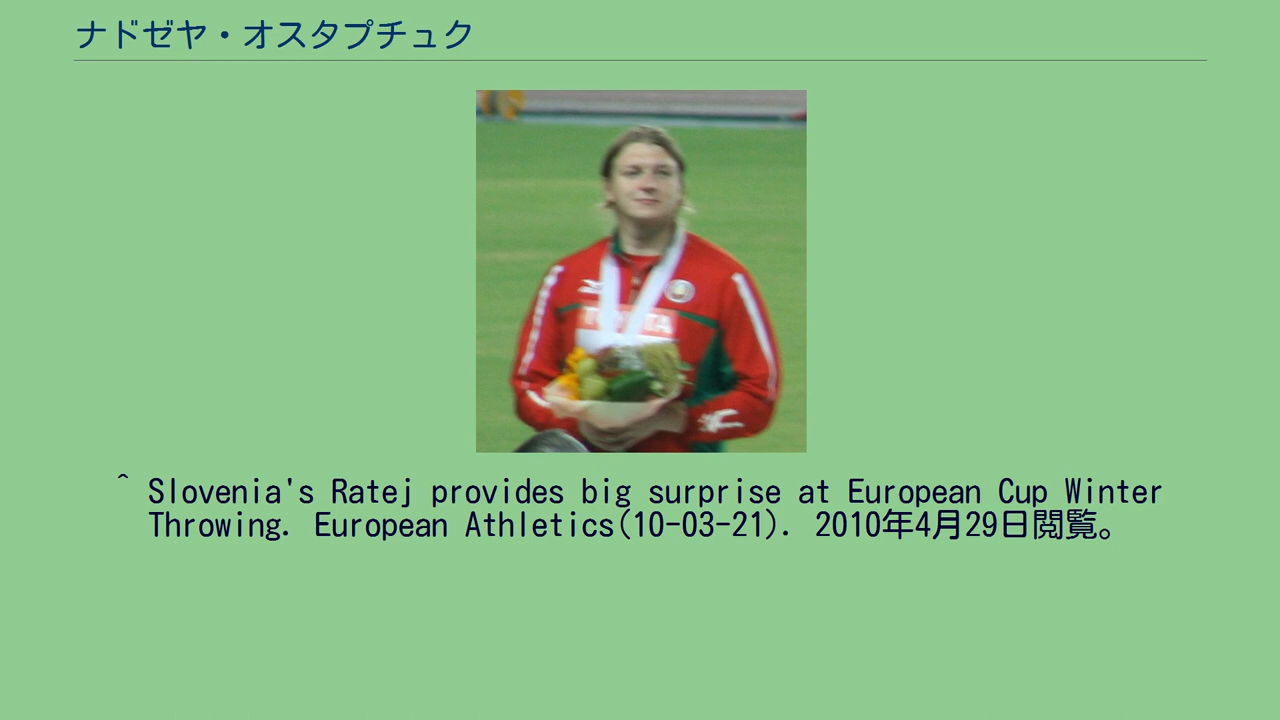 ナドゼヤ・オスタプチュク
TOYOTA
^ Slovenia's Ratej provides big surprise at European Cup Winter
Throwing. European Athletics(10-03-21). 2010年4月29日閲覧。